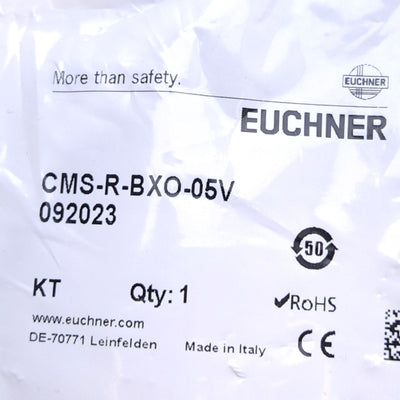 More than safety.
EUCHNER
EUCHNER
CMS-R-BXO-05V
092023
50
KT Qty: 1
✓RoHS
www.euchner.com
DE-70771 Leinfelden Made in Italy CE